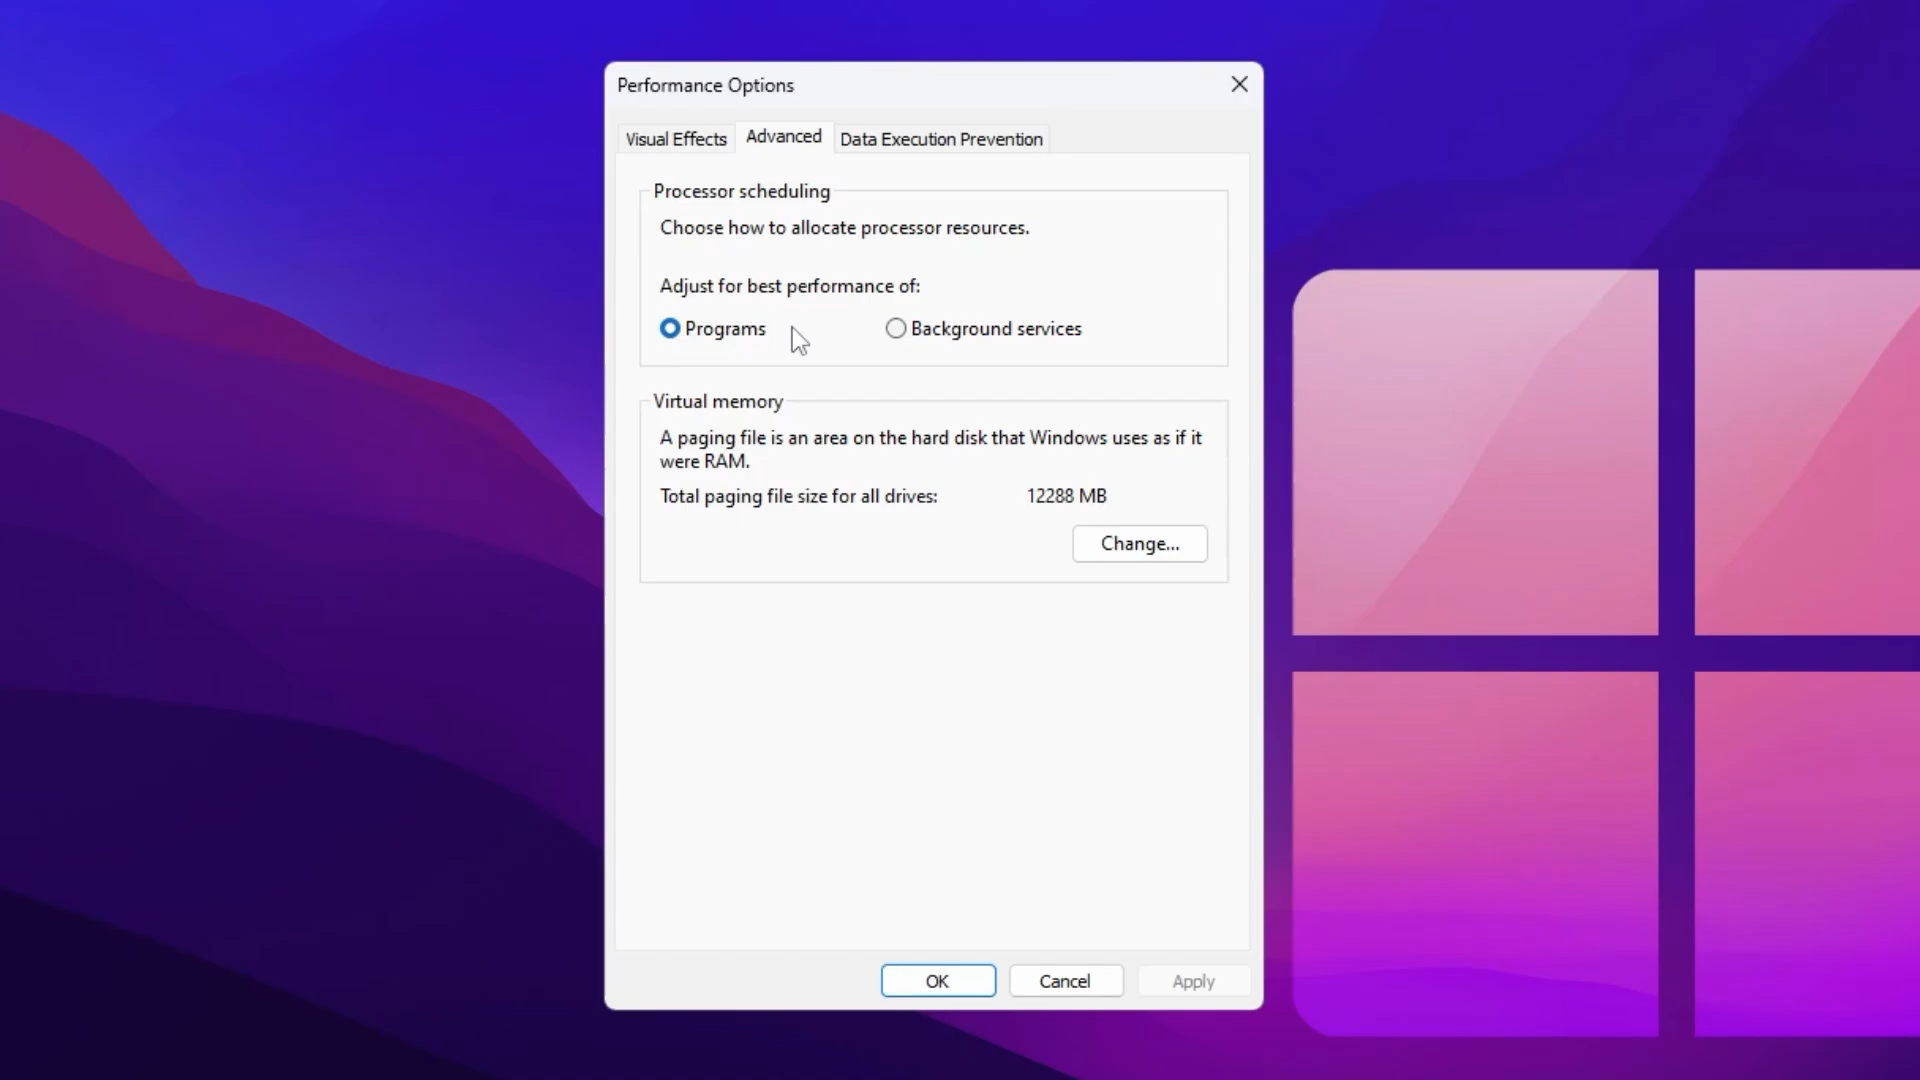 Performance Options
Visual Effects
Advanced
Data Execution Prevention
Processor scheduling
Choose how to allocate processor resources.
Adjust for best performance of:
Programs
Background services
Virtual memory
A paging file is an area on the hard disk that Windows uses as if it
were RAM.
Total paging file size for all drives:
12288 MB
Change...
OK
Cancel
Apply